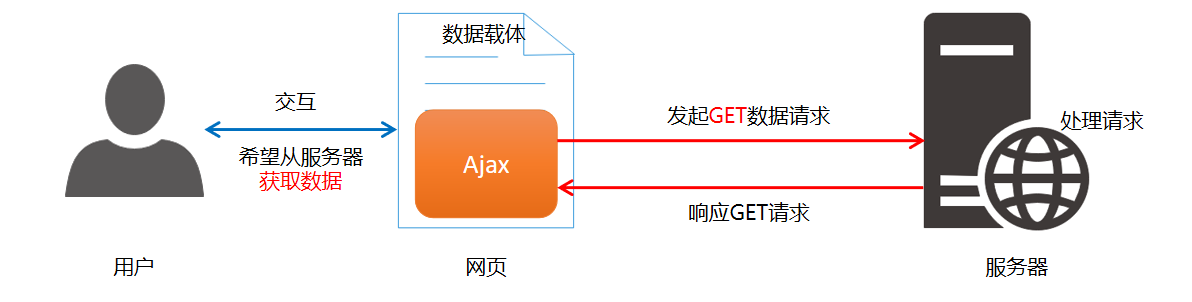 数据载体
交互
希望从服务器
获取数据
Ajax
发起GET数据请求
响应GET请求
处理请求
用户
网页
服务器